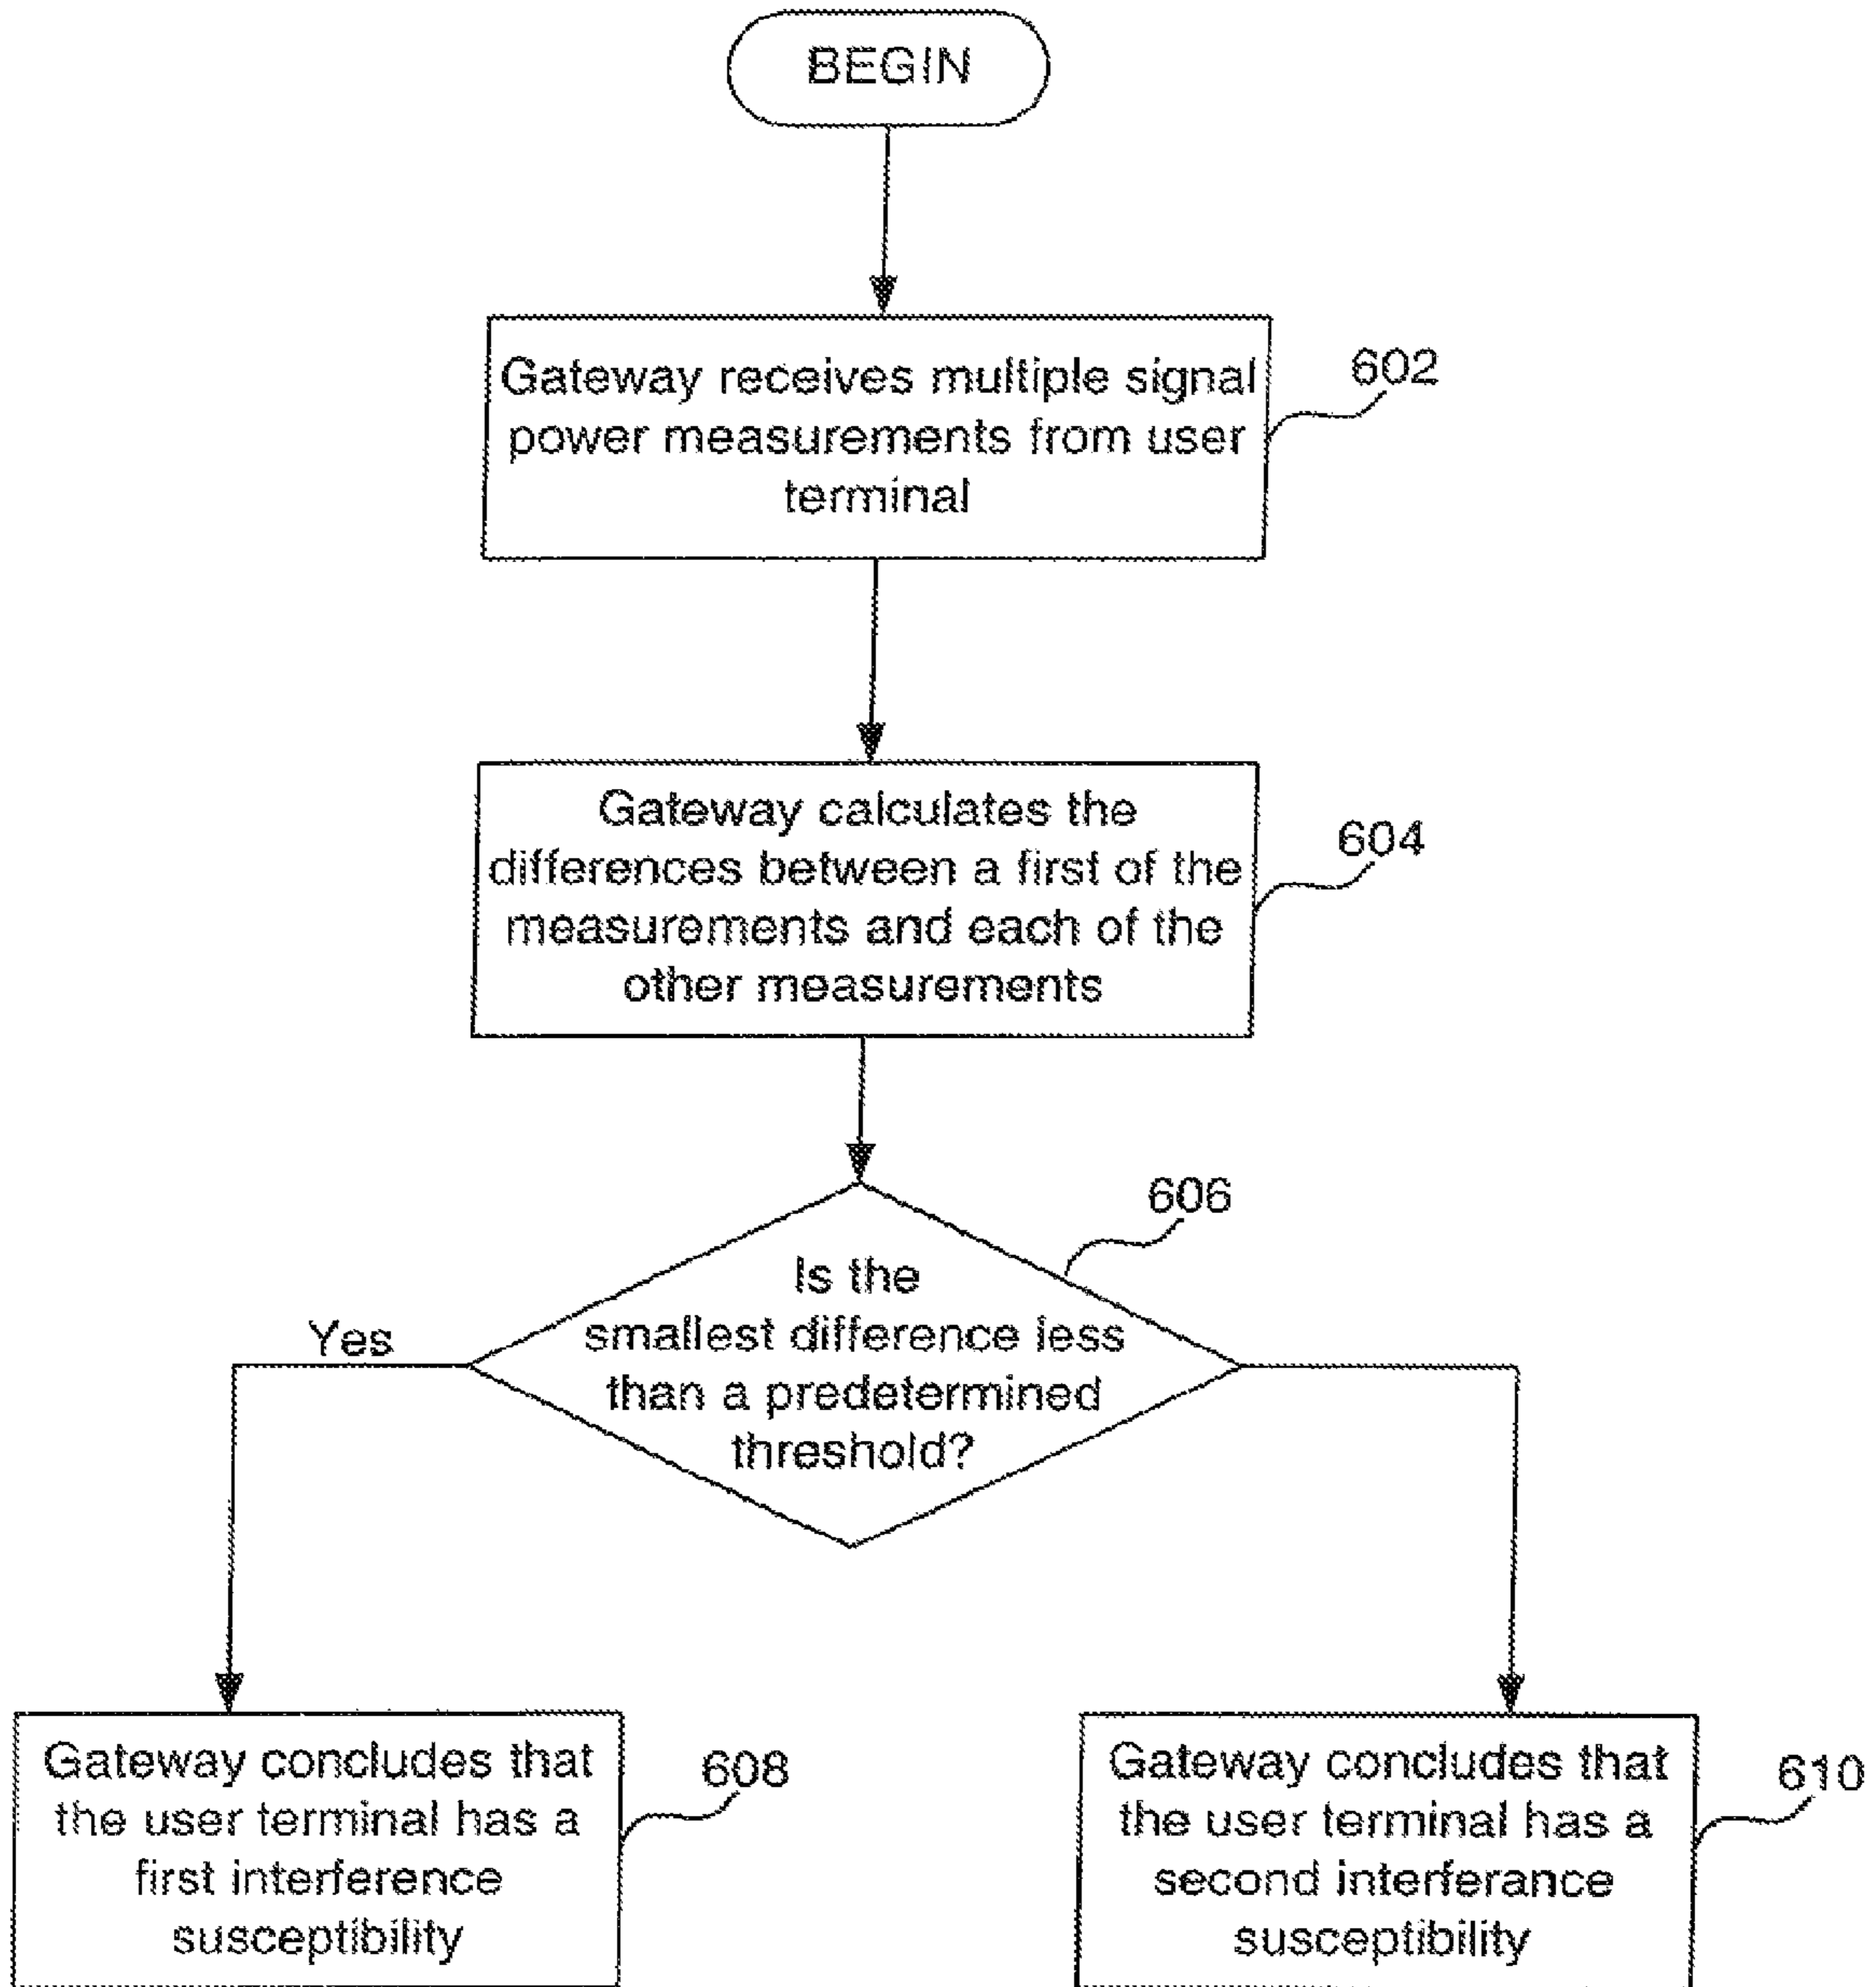 BEGIN
Gateway receives multiple signal
power measurements from user
terminal
602
Gateway calculates the
differences between a first of the
measurements and each of the
other measurements
604
606
Is the
smallest difference less
than a predetermined
threshold?
Yes
Gateway concludes that
the user terminal has a
first interference
susceptibility
608
Gateway concludes that
the user terminal has a
second interferance
susceptibility
610